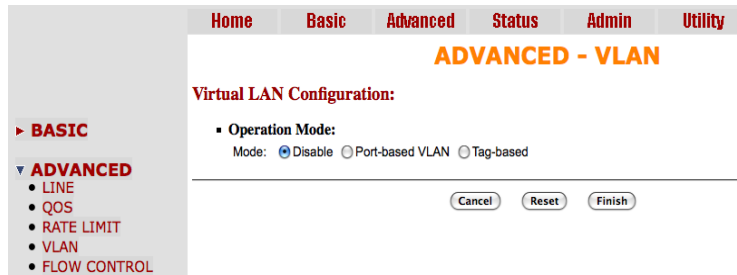 Home Basic Advanced Status Admin Utility
ADVANCED - VLAN
Virtual LAN Configuration:
BASIC
Operation Mode:
Mode: Disable Port-based VLAN Tag-based
ADVANCED
LINE
QOS
RATE LIMIT
VLAN
FLOW CONTROL
Cancel Reset Finish